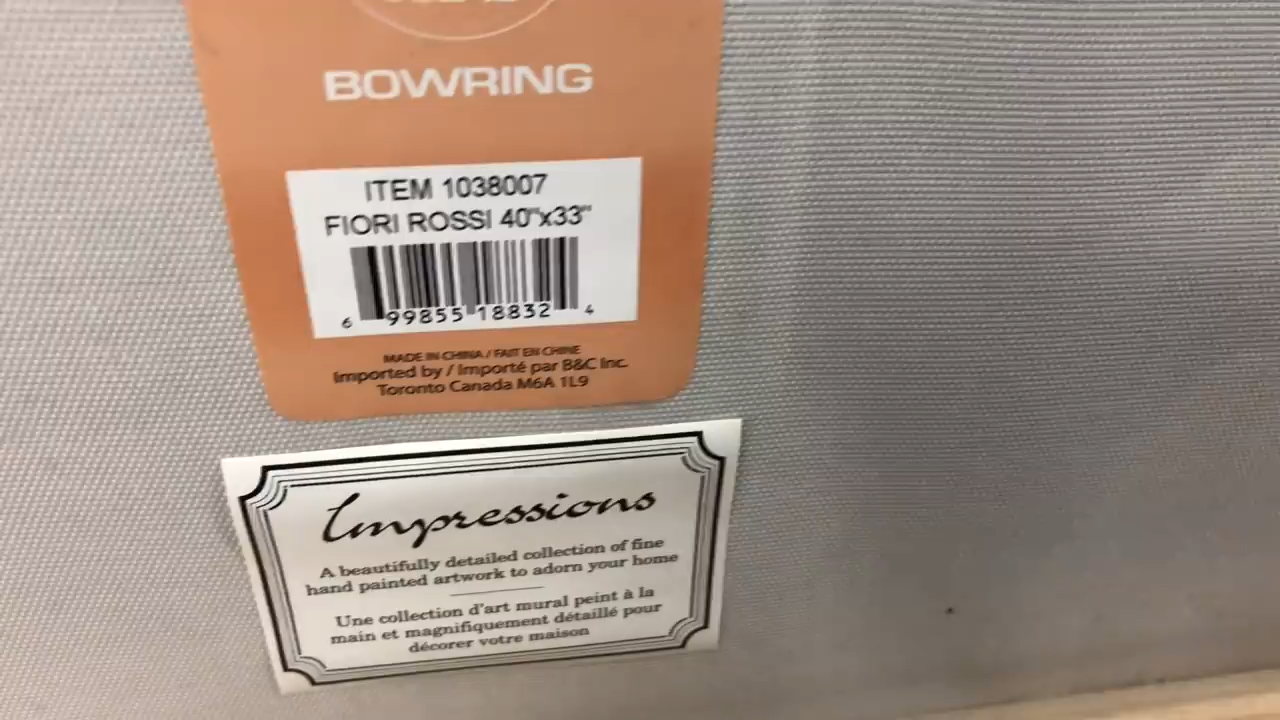 BOWRING
ITEM 1038007
FIORI ROSSI 40"x33"
6 99855 18832 4
MADE IN CHINA / FAIT EN CHINE
Imported by / Importé par B&C Inc.
Toronto Canada M6A 1L9
Impressions
A beautifully detailed collection of fine
hand painted artwork to adorn your home
Une collection d'art mural peint à la
main et magnifiquement détaillé pour
décorer votre maison